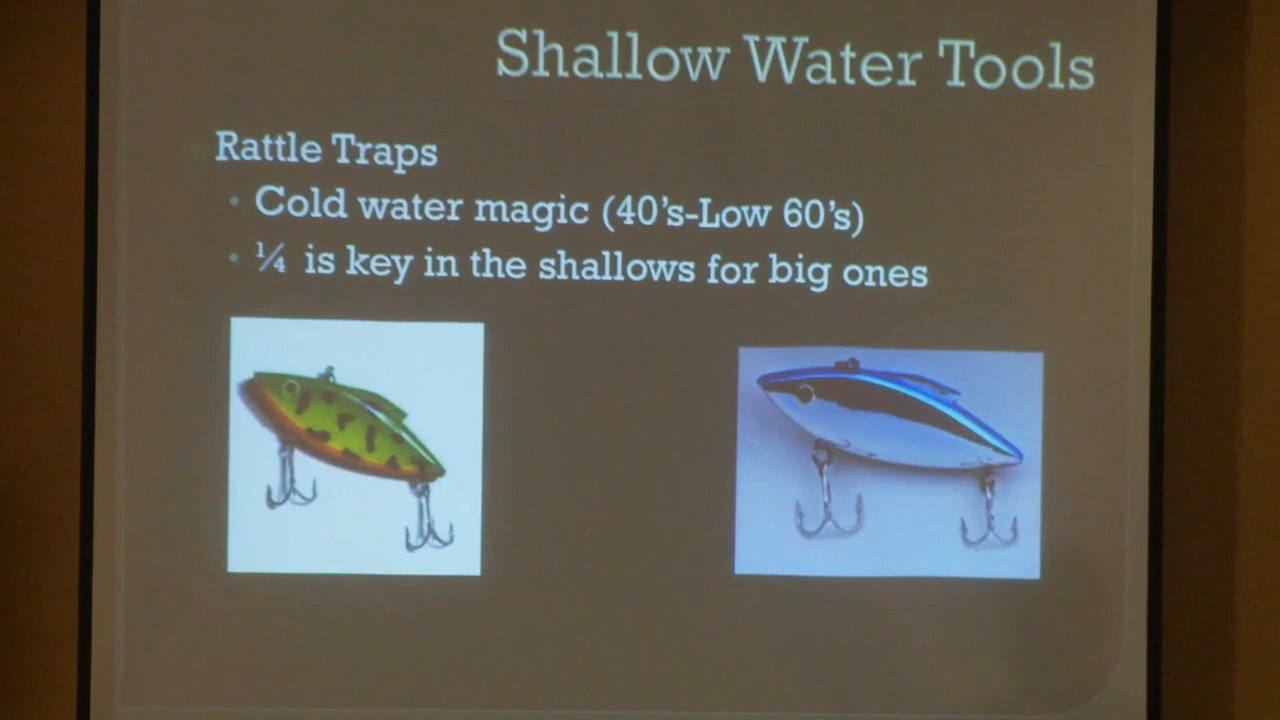 Shallow Water Tools
Rattle Traps
• Cold water magic (40's-Low 60's)
• ¼ is key in the shallows for big ones